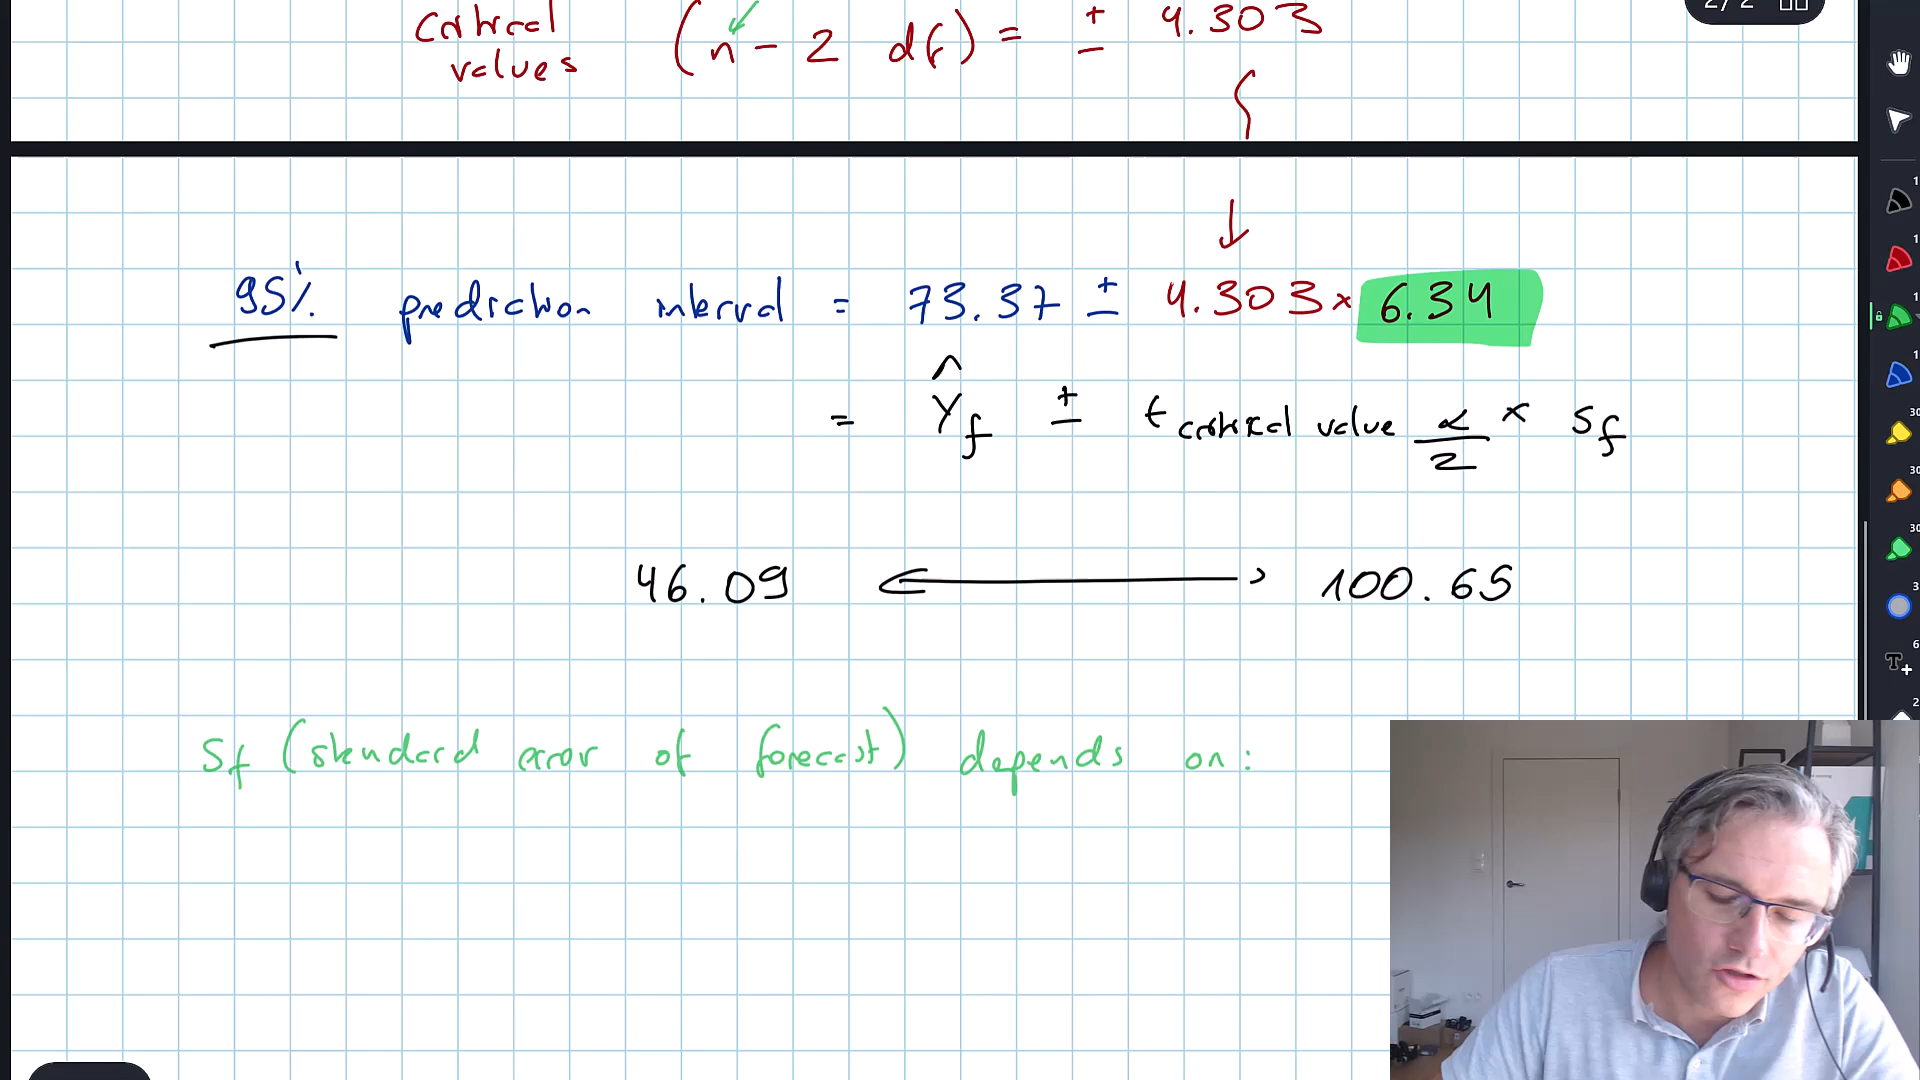 critical (n - 2 df) = ± 4.303
values
95% prediction interval = 73.37 ± 4.303 × 6.34
= Ŷf ± t critical value α/2 × Sf
46.09 ⟷ 100.65
Sf (standard error of forecast) depends on: